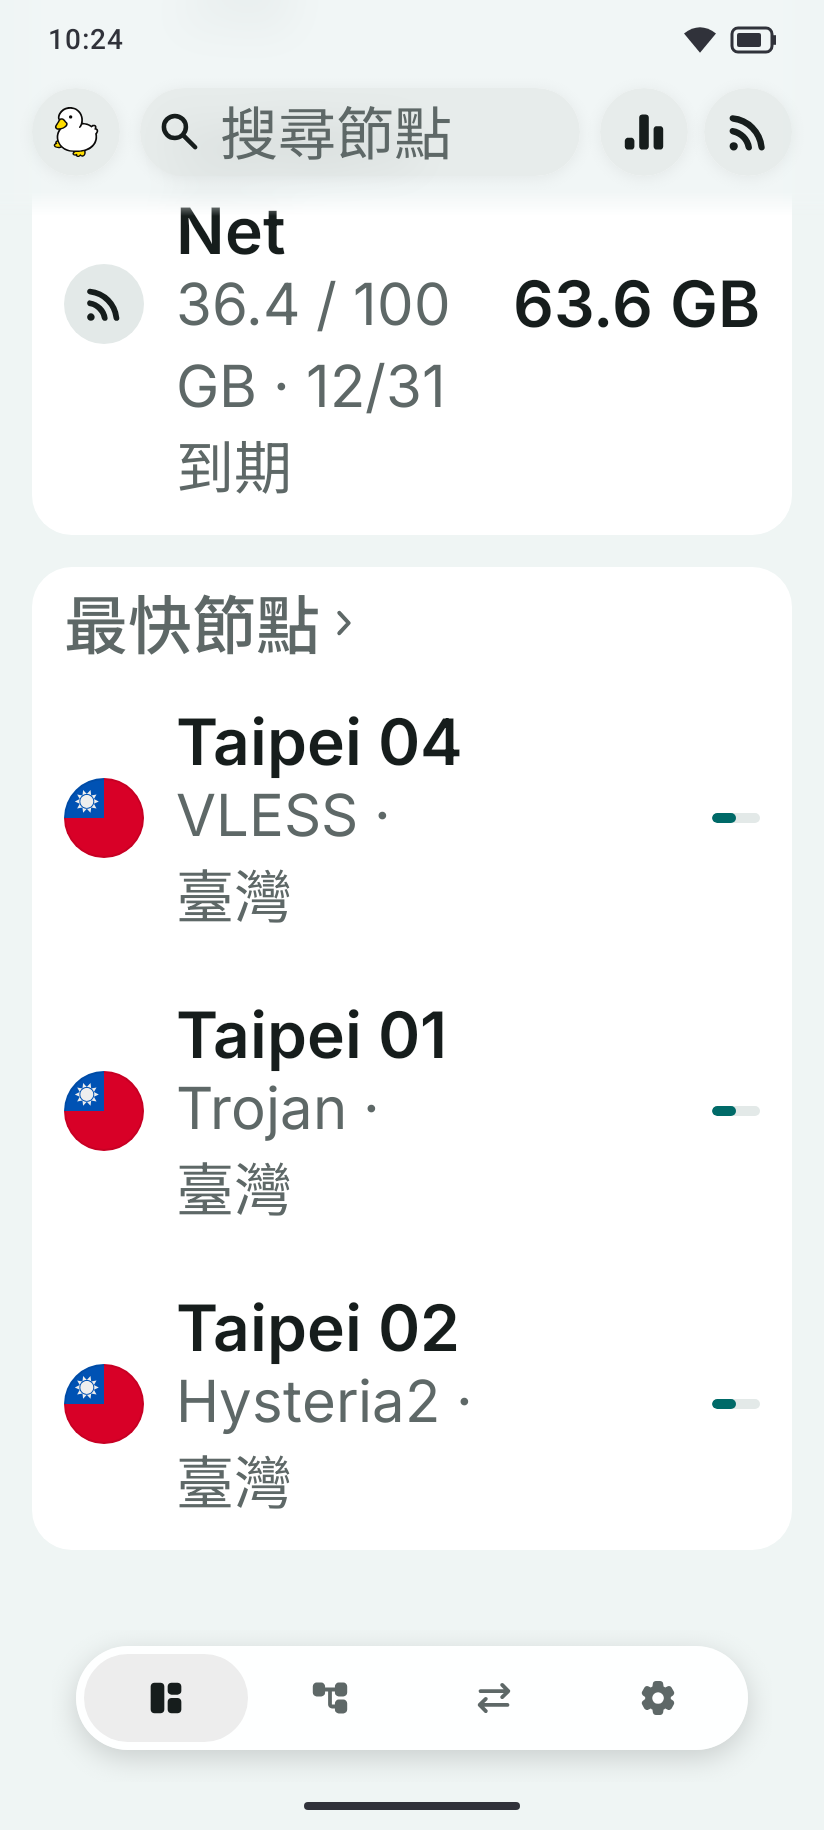 10:24
搜尋節點
Net
36.4 / 100
GB · 12/31
到期
63.6 GB
最快節點
Taipei 04
VLESS ·
臺灣
Taipei 01
Trojan ·
臺灣
Taipei 02
Hysteria2 ·
臺灣